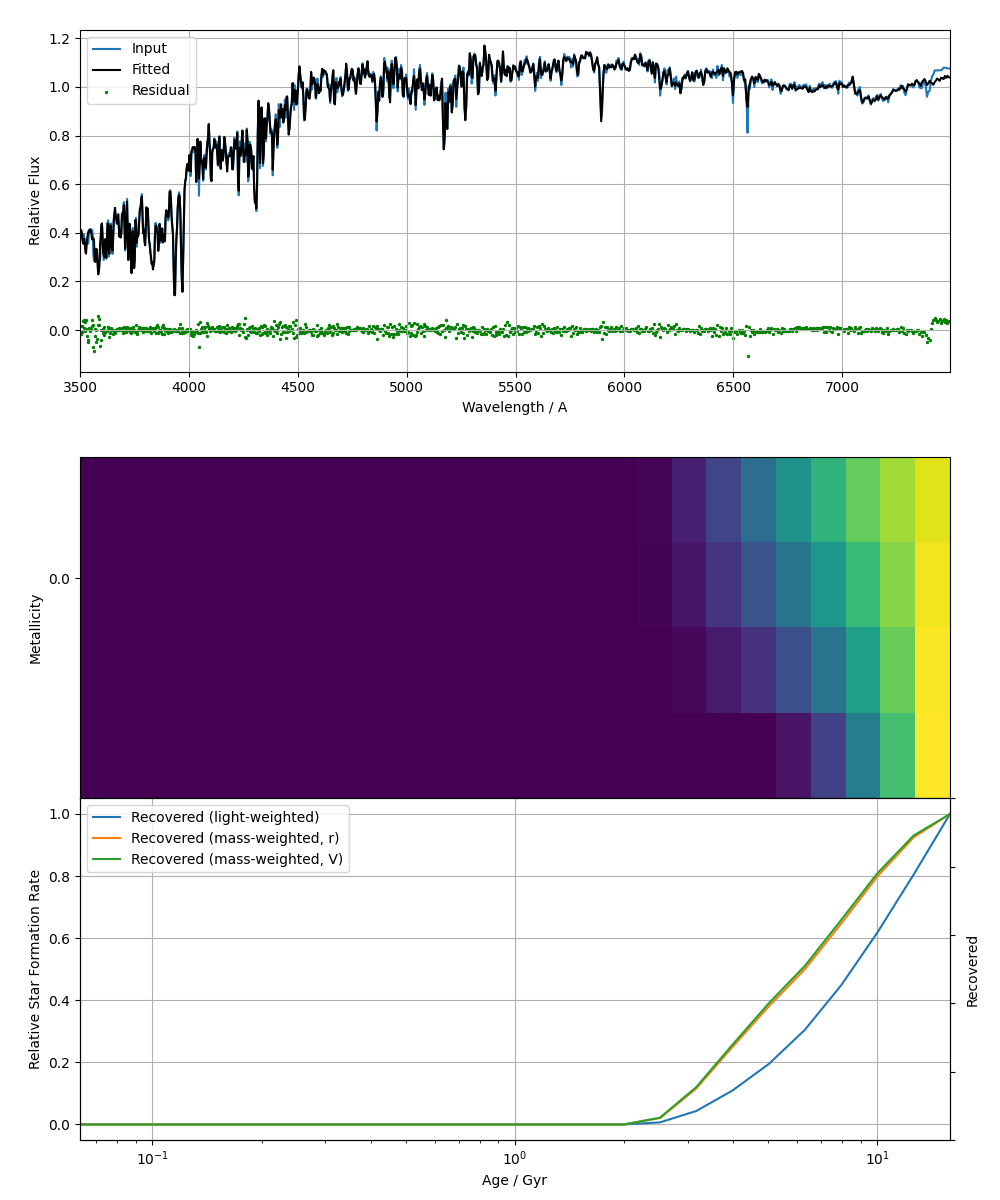 1.2
1.0
0.8
0.6
0.4
0.2
0.0
Relative Flux
Input
Fitted
Residual
3500 4000 4500 5000 5500 6000 6500 7000
Wavelength / A
0.0
Metallicity
1.0
0.8
0.6
0.4
0.2
0.0
Relative Star Formation Rate
Recovered (light-weighted)
Recovered (mass-weighted, r)
Recovered (mass-weighted, V)
Recovered
10⁻¹ 10⁰ 10¹
Age / Gyr